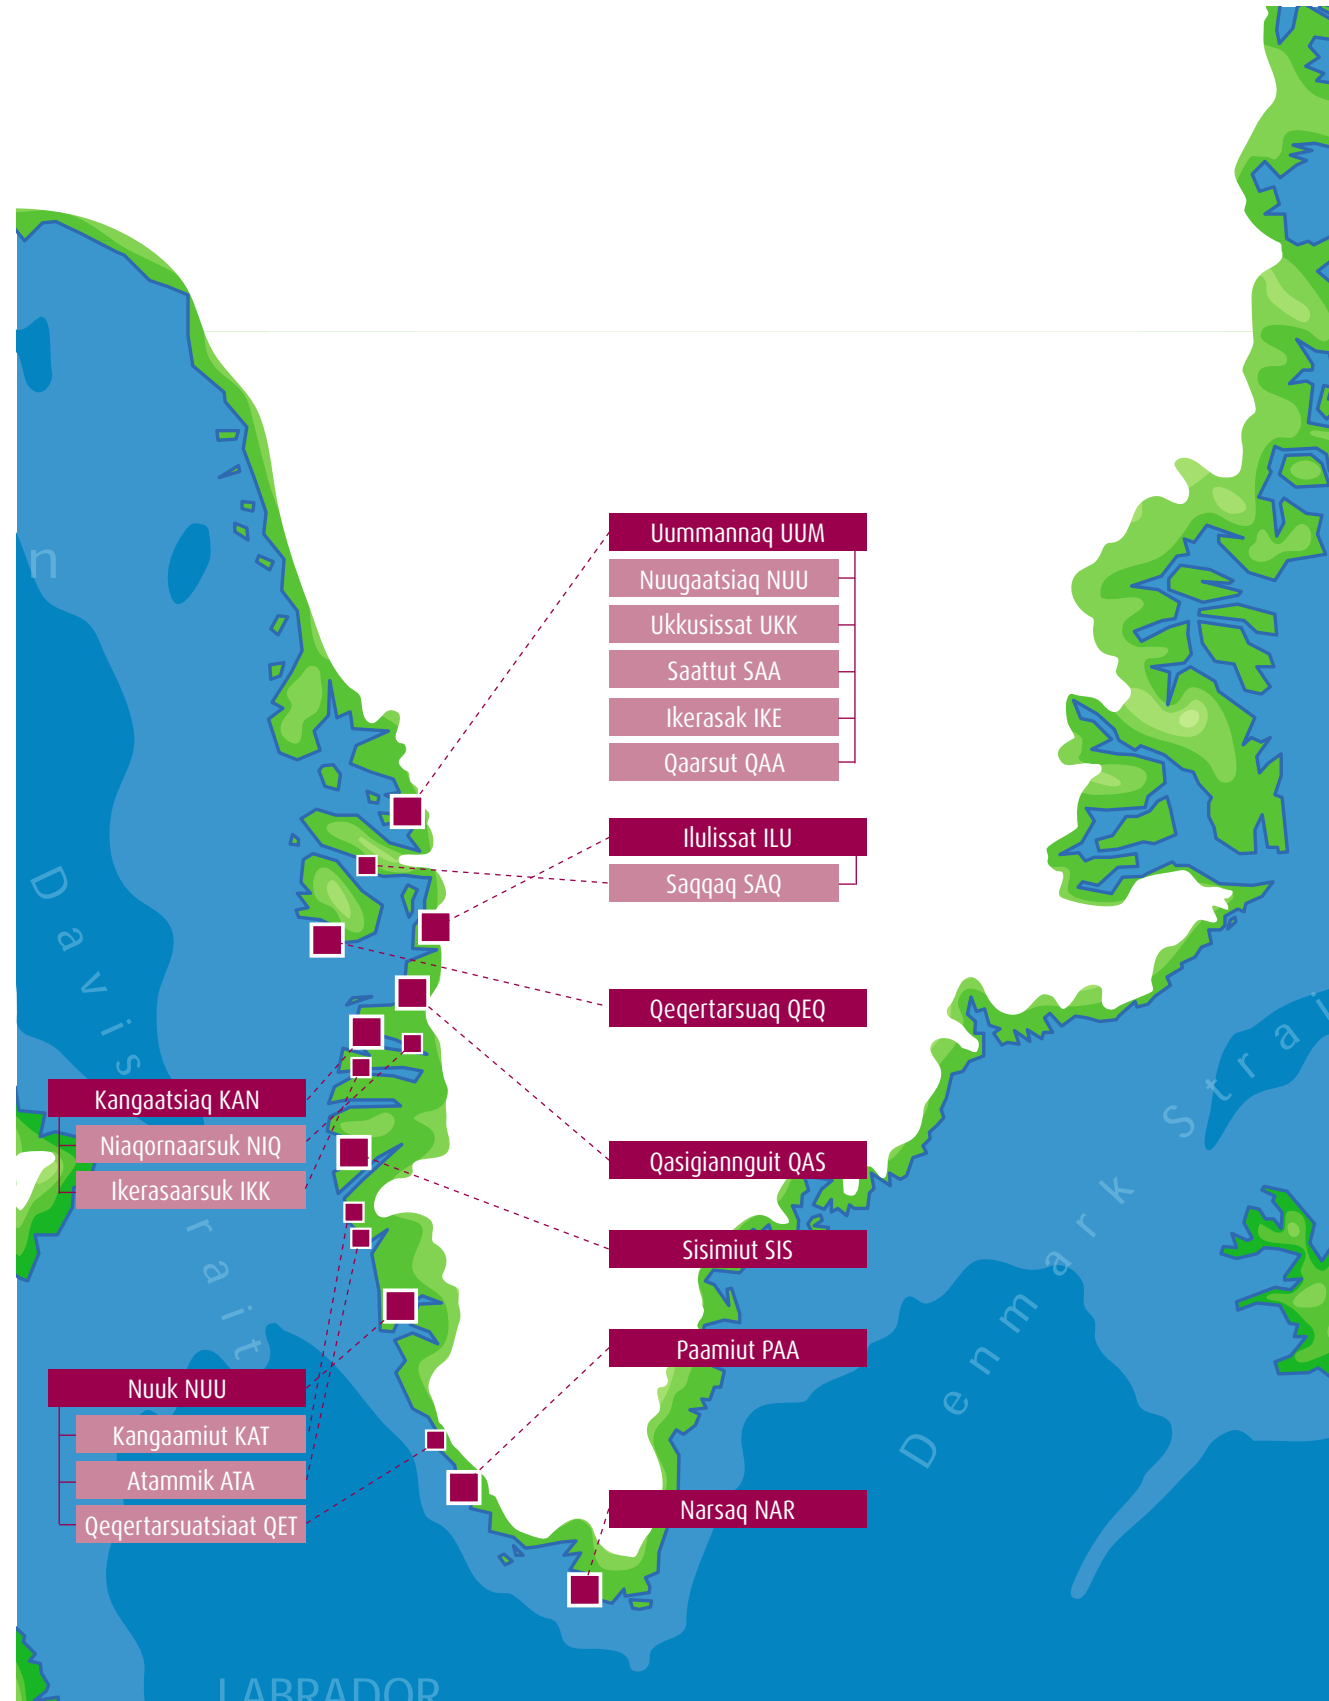 n
Uummannaq UUM
Nuugaatsiaq NUU
Ukkusissat UKK
Saattut SAA
Ikerasak IKE
Qaarsut QAA
Ilulissat ILU
Saqqaq SAQ
Qeqertarsuaq QEQ
Kangaatsiaq KAN
Niaqornaarsuk NIQ
Ikerasaarsuk IKK
Qasigiannguit QAS
Sisimiut SIS
Paamiut PAA
Nuuk NUU
Kangaamiut KAT
Atammik ATA
Qeqertarsuatsiaat QET
Narsaq NAR
Davis
rait
Denmark Strai
LABRADOR